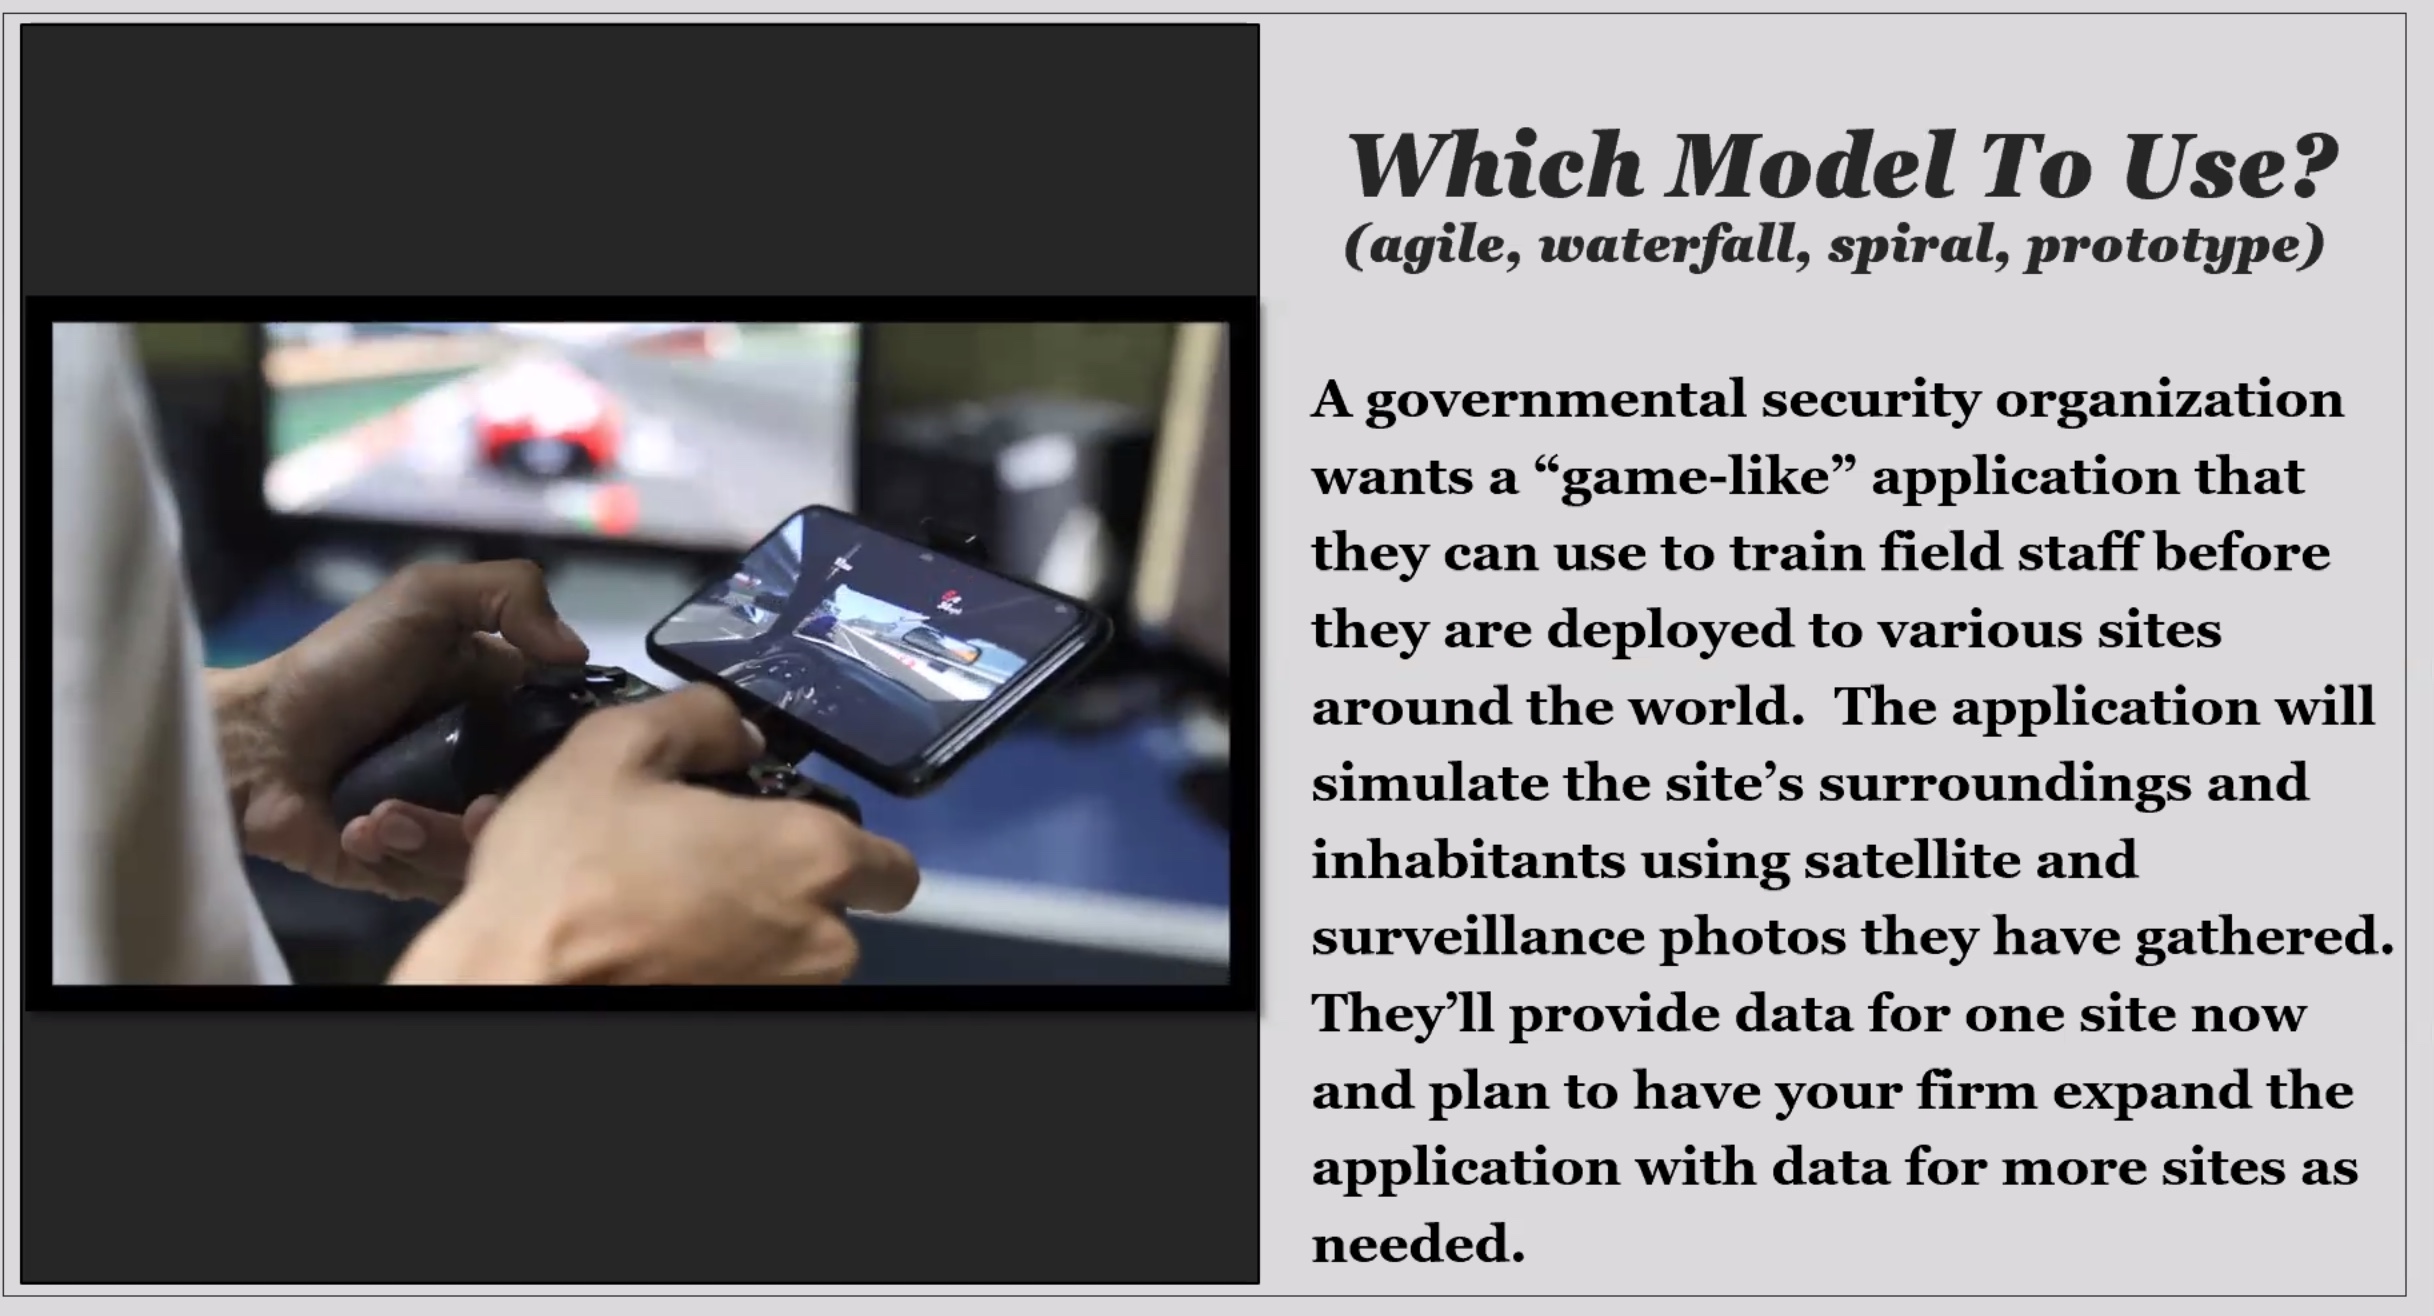 Which Model To Use?
(agile, waterfall, spiral, prototype)
A governmental security organization
wants a “game-like” application that
they can use to train field staff before
they are deployed to various sites
around the world.  The application will
simulate the site’s surroundings and
inhabitants using satellite and
surveillance photos they have gathered.
They’ll provide data for one site now
and plan to have your firm expand the
application with data for more sites as
needed.